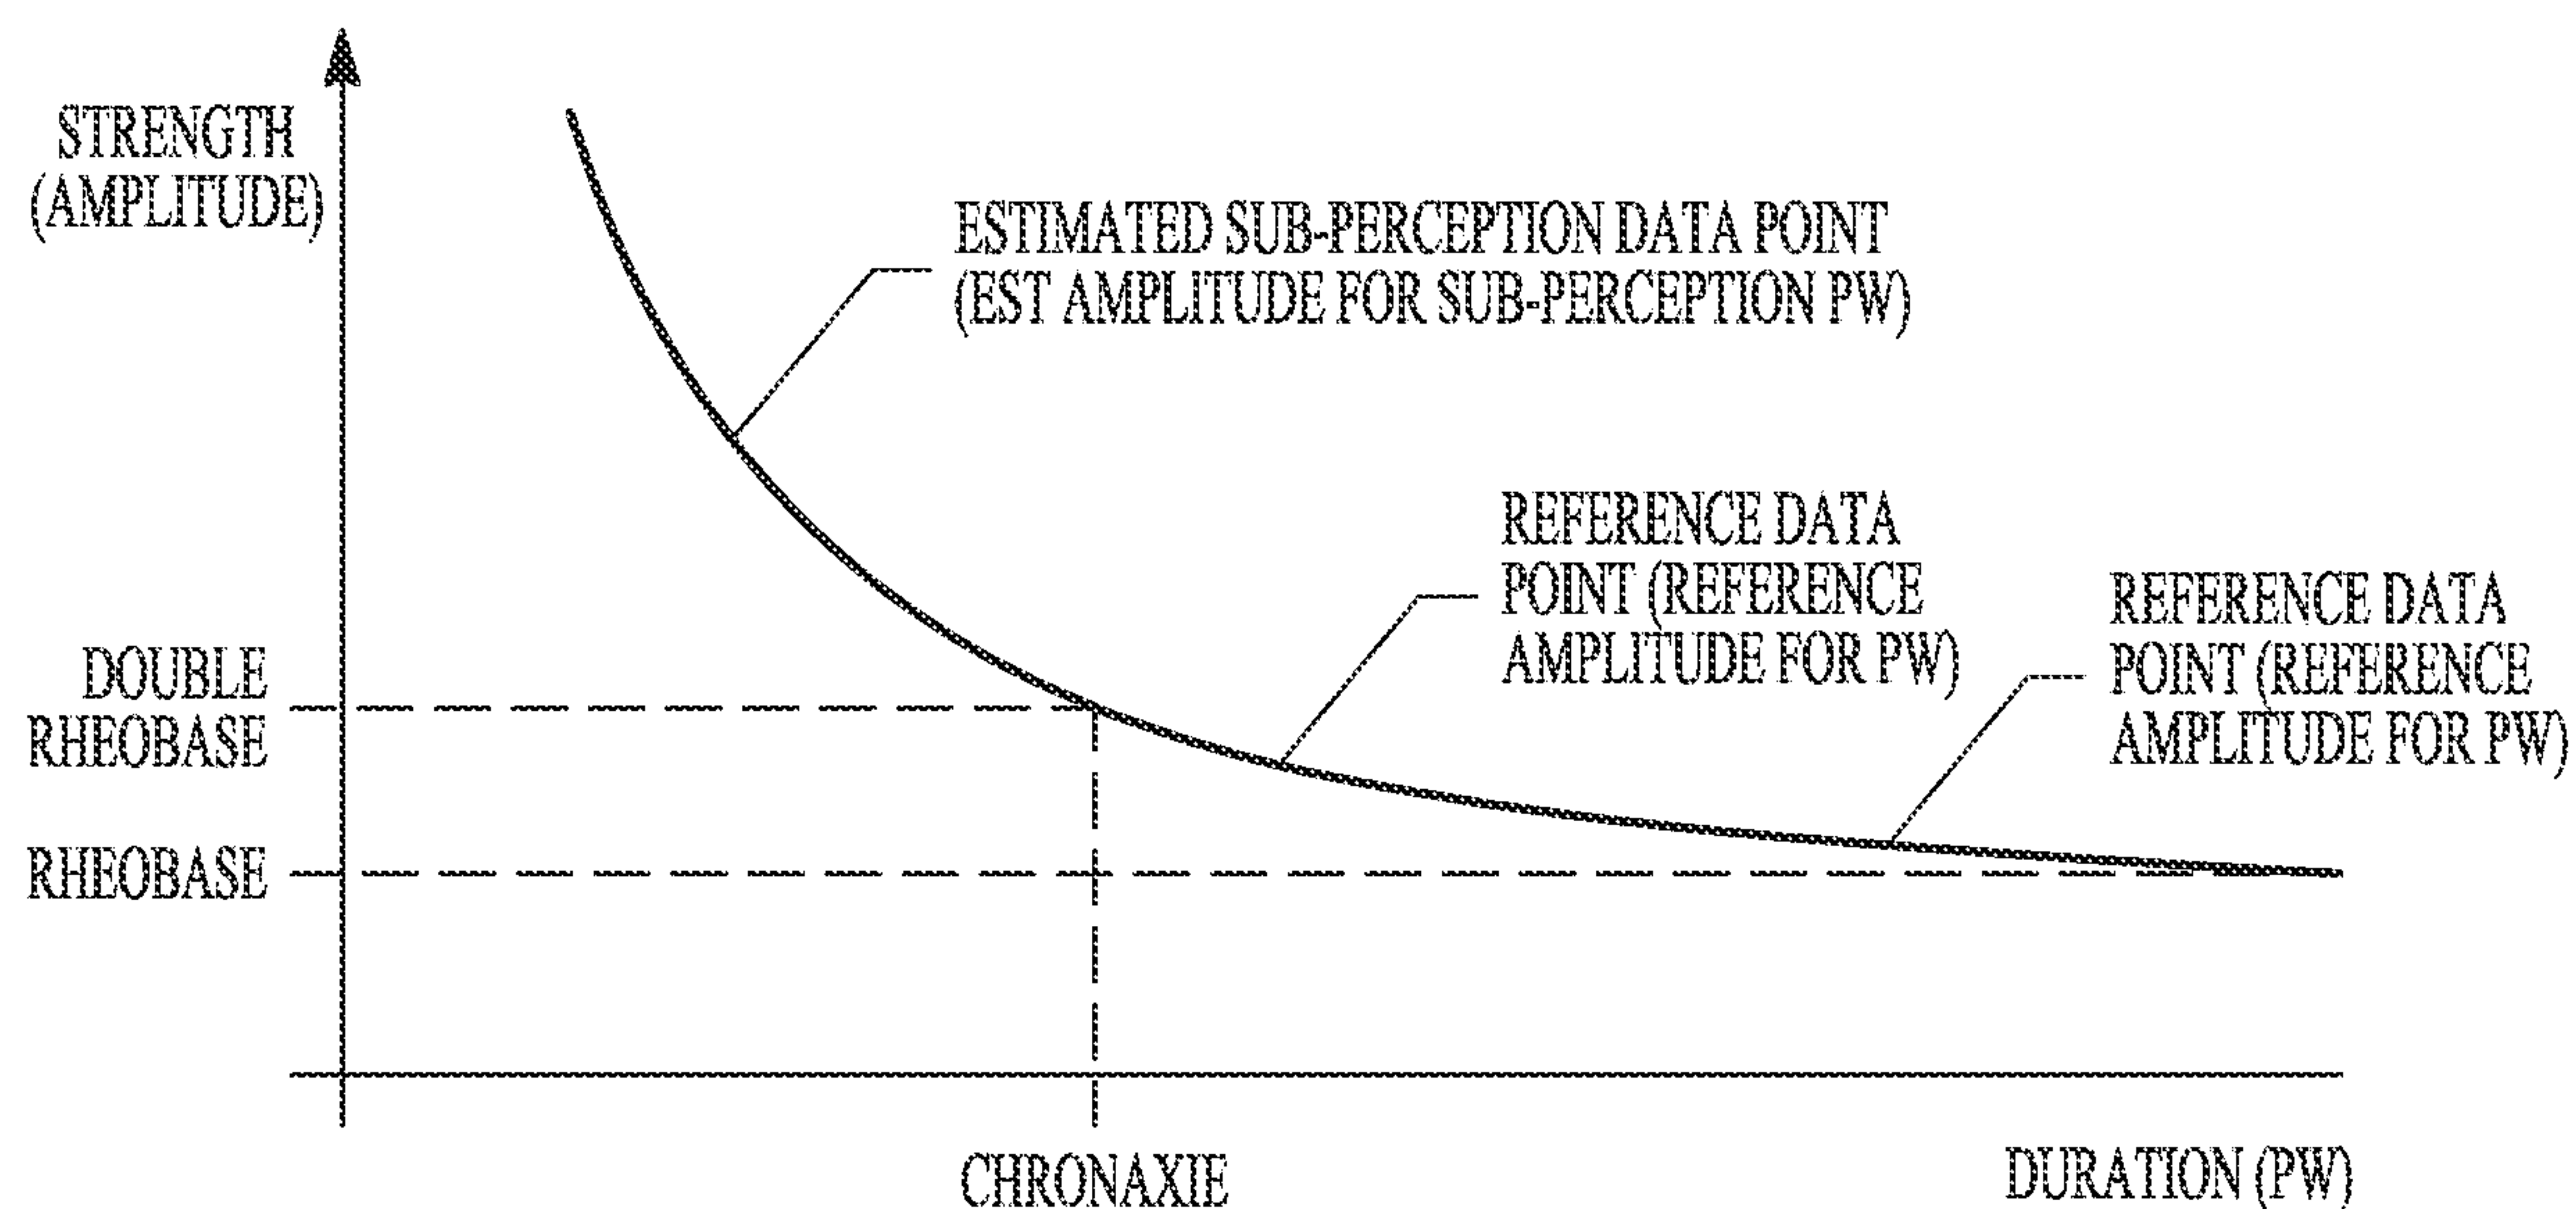 STRENGTH
(AMPLITUDE)
ESTIMATED SUB-PERCEPTION DATA POINT
(EST AMPLITUDE FOR SUB-PERCEPTION PW)
REFERENCE DATA
POINT (REFERENCE
AMPLITUDE FOR PW)
REFERENCE DATA
POINT (REFERENCE
AMPLITUDE FOR PW)
DOUBLE
RHEOBASE
RHEOBASE
CHRONAXIE
DURATION (PW)